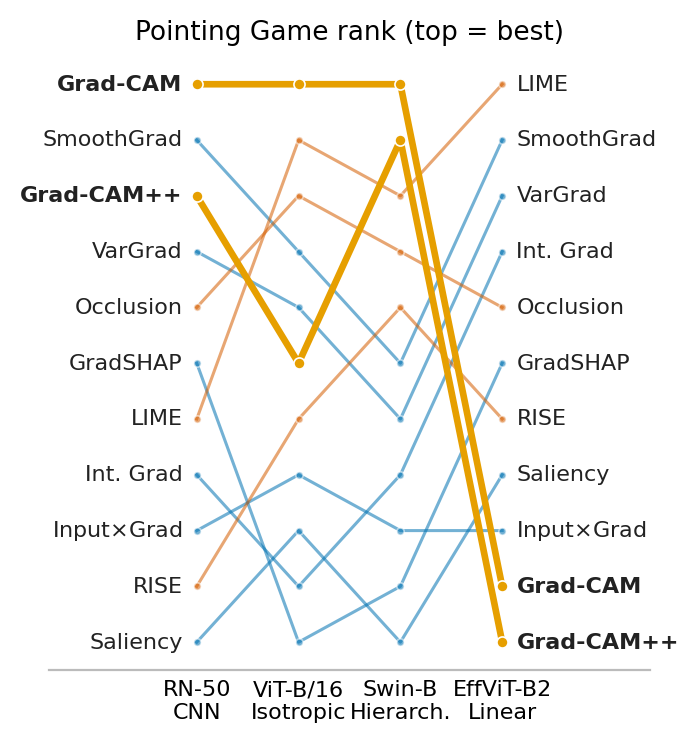 Pointing Game rank (top = best)
Grad-CAM
LIME
SmoothGrad
SmoothGrad
Grad-CAM++
VarGrad
VarGrad
Int. Grad
Occlusion
Occlusion
GradSHAP
GradSHAP
LIME
RISE
Int. Grad
Saliency
Input×Grad
Input×Grad
RISE
Grad-CAM
Saliency
Grad-CAM++
RN-50 ViT-B/16 Swin-B EffViT-B2
CNN Isotropic Hierarch. Linear